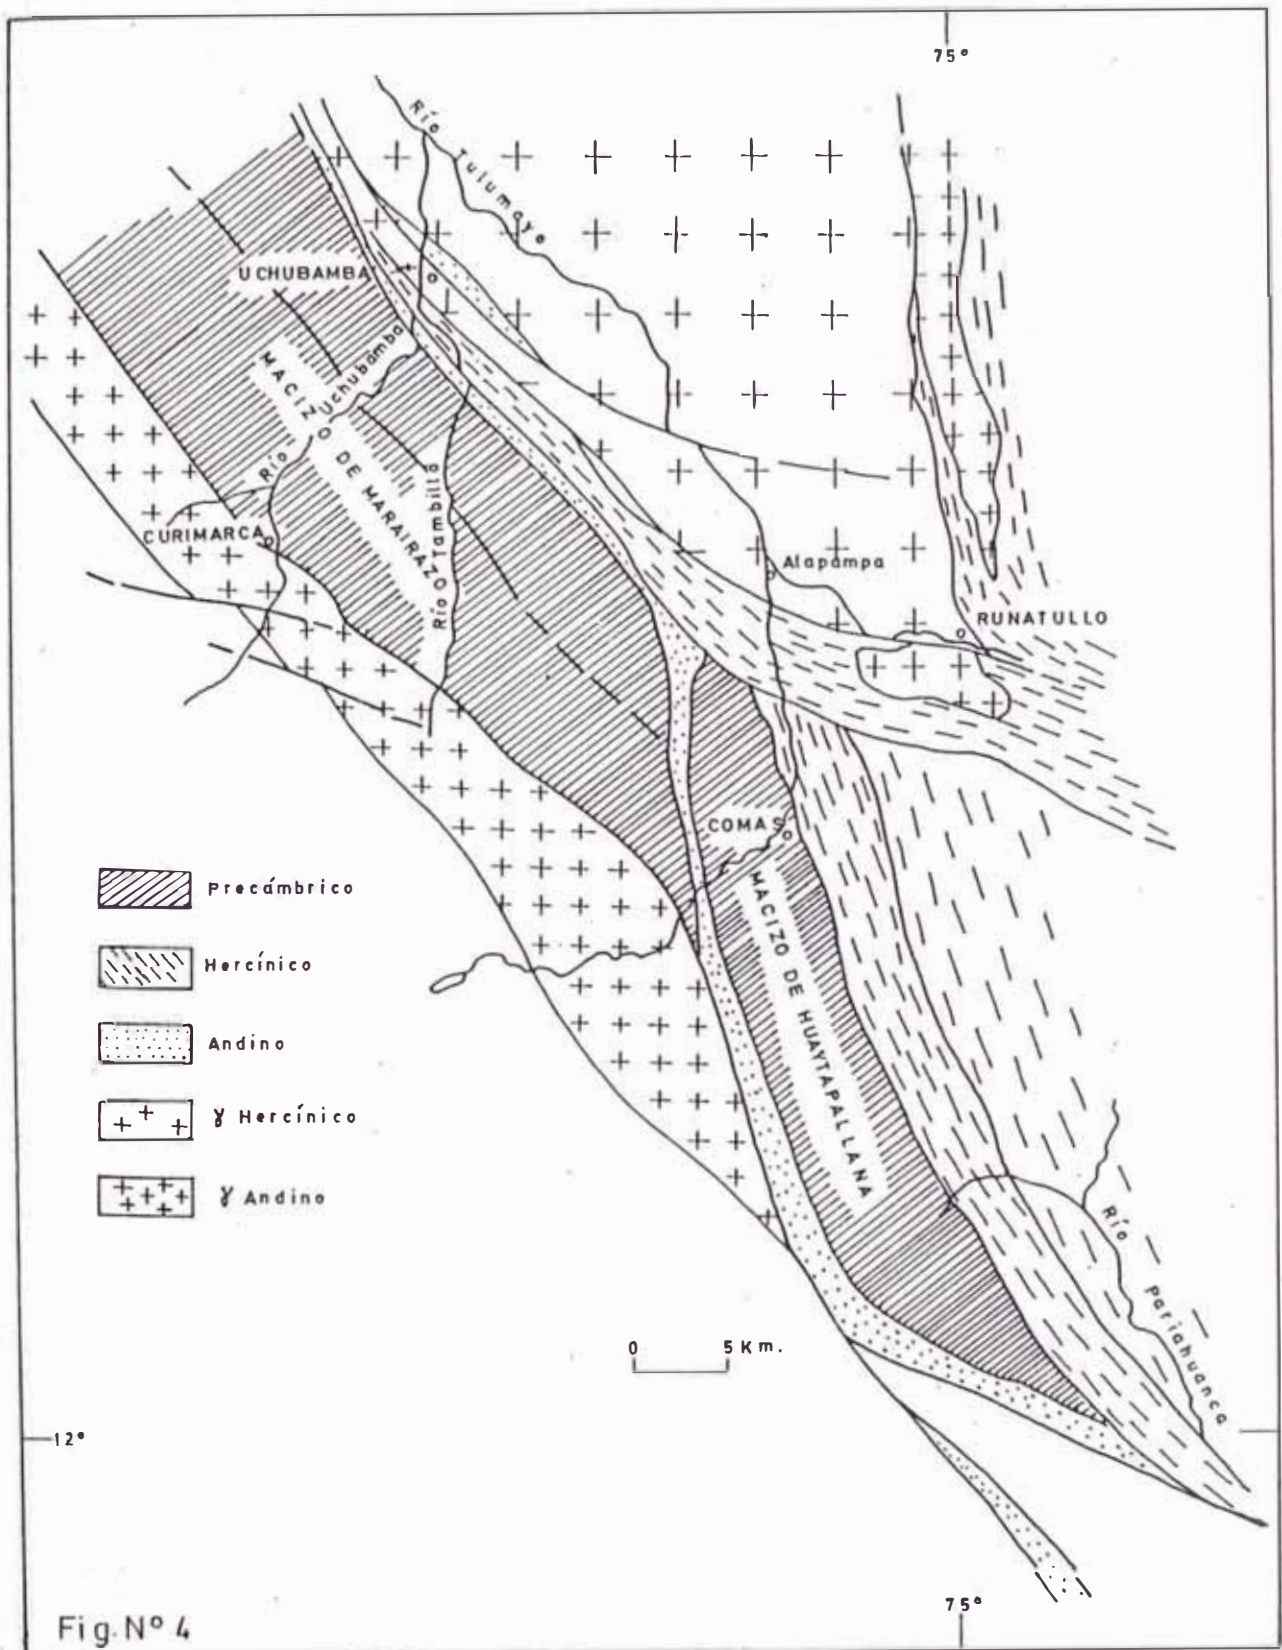 75°
Río Tulumayo
UCHUBAMBA
Río Uchubamba
MACIZO DE MARAIRAZO
Río Tambillo
CURIMARCA
Alapampa
RUNATULLO
COMAS
MACIZO DE HUAYTAPALLANA
Precámbrico
Hercínico
Andino
γ Hercínico
γ Andino
Río Pariahuanca
0 5 Km.
12°
75°
Fig. Nº 4